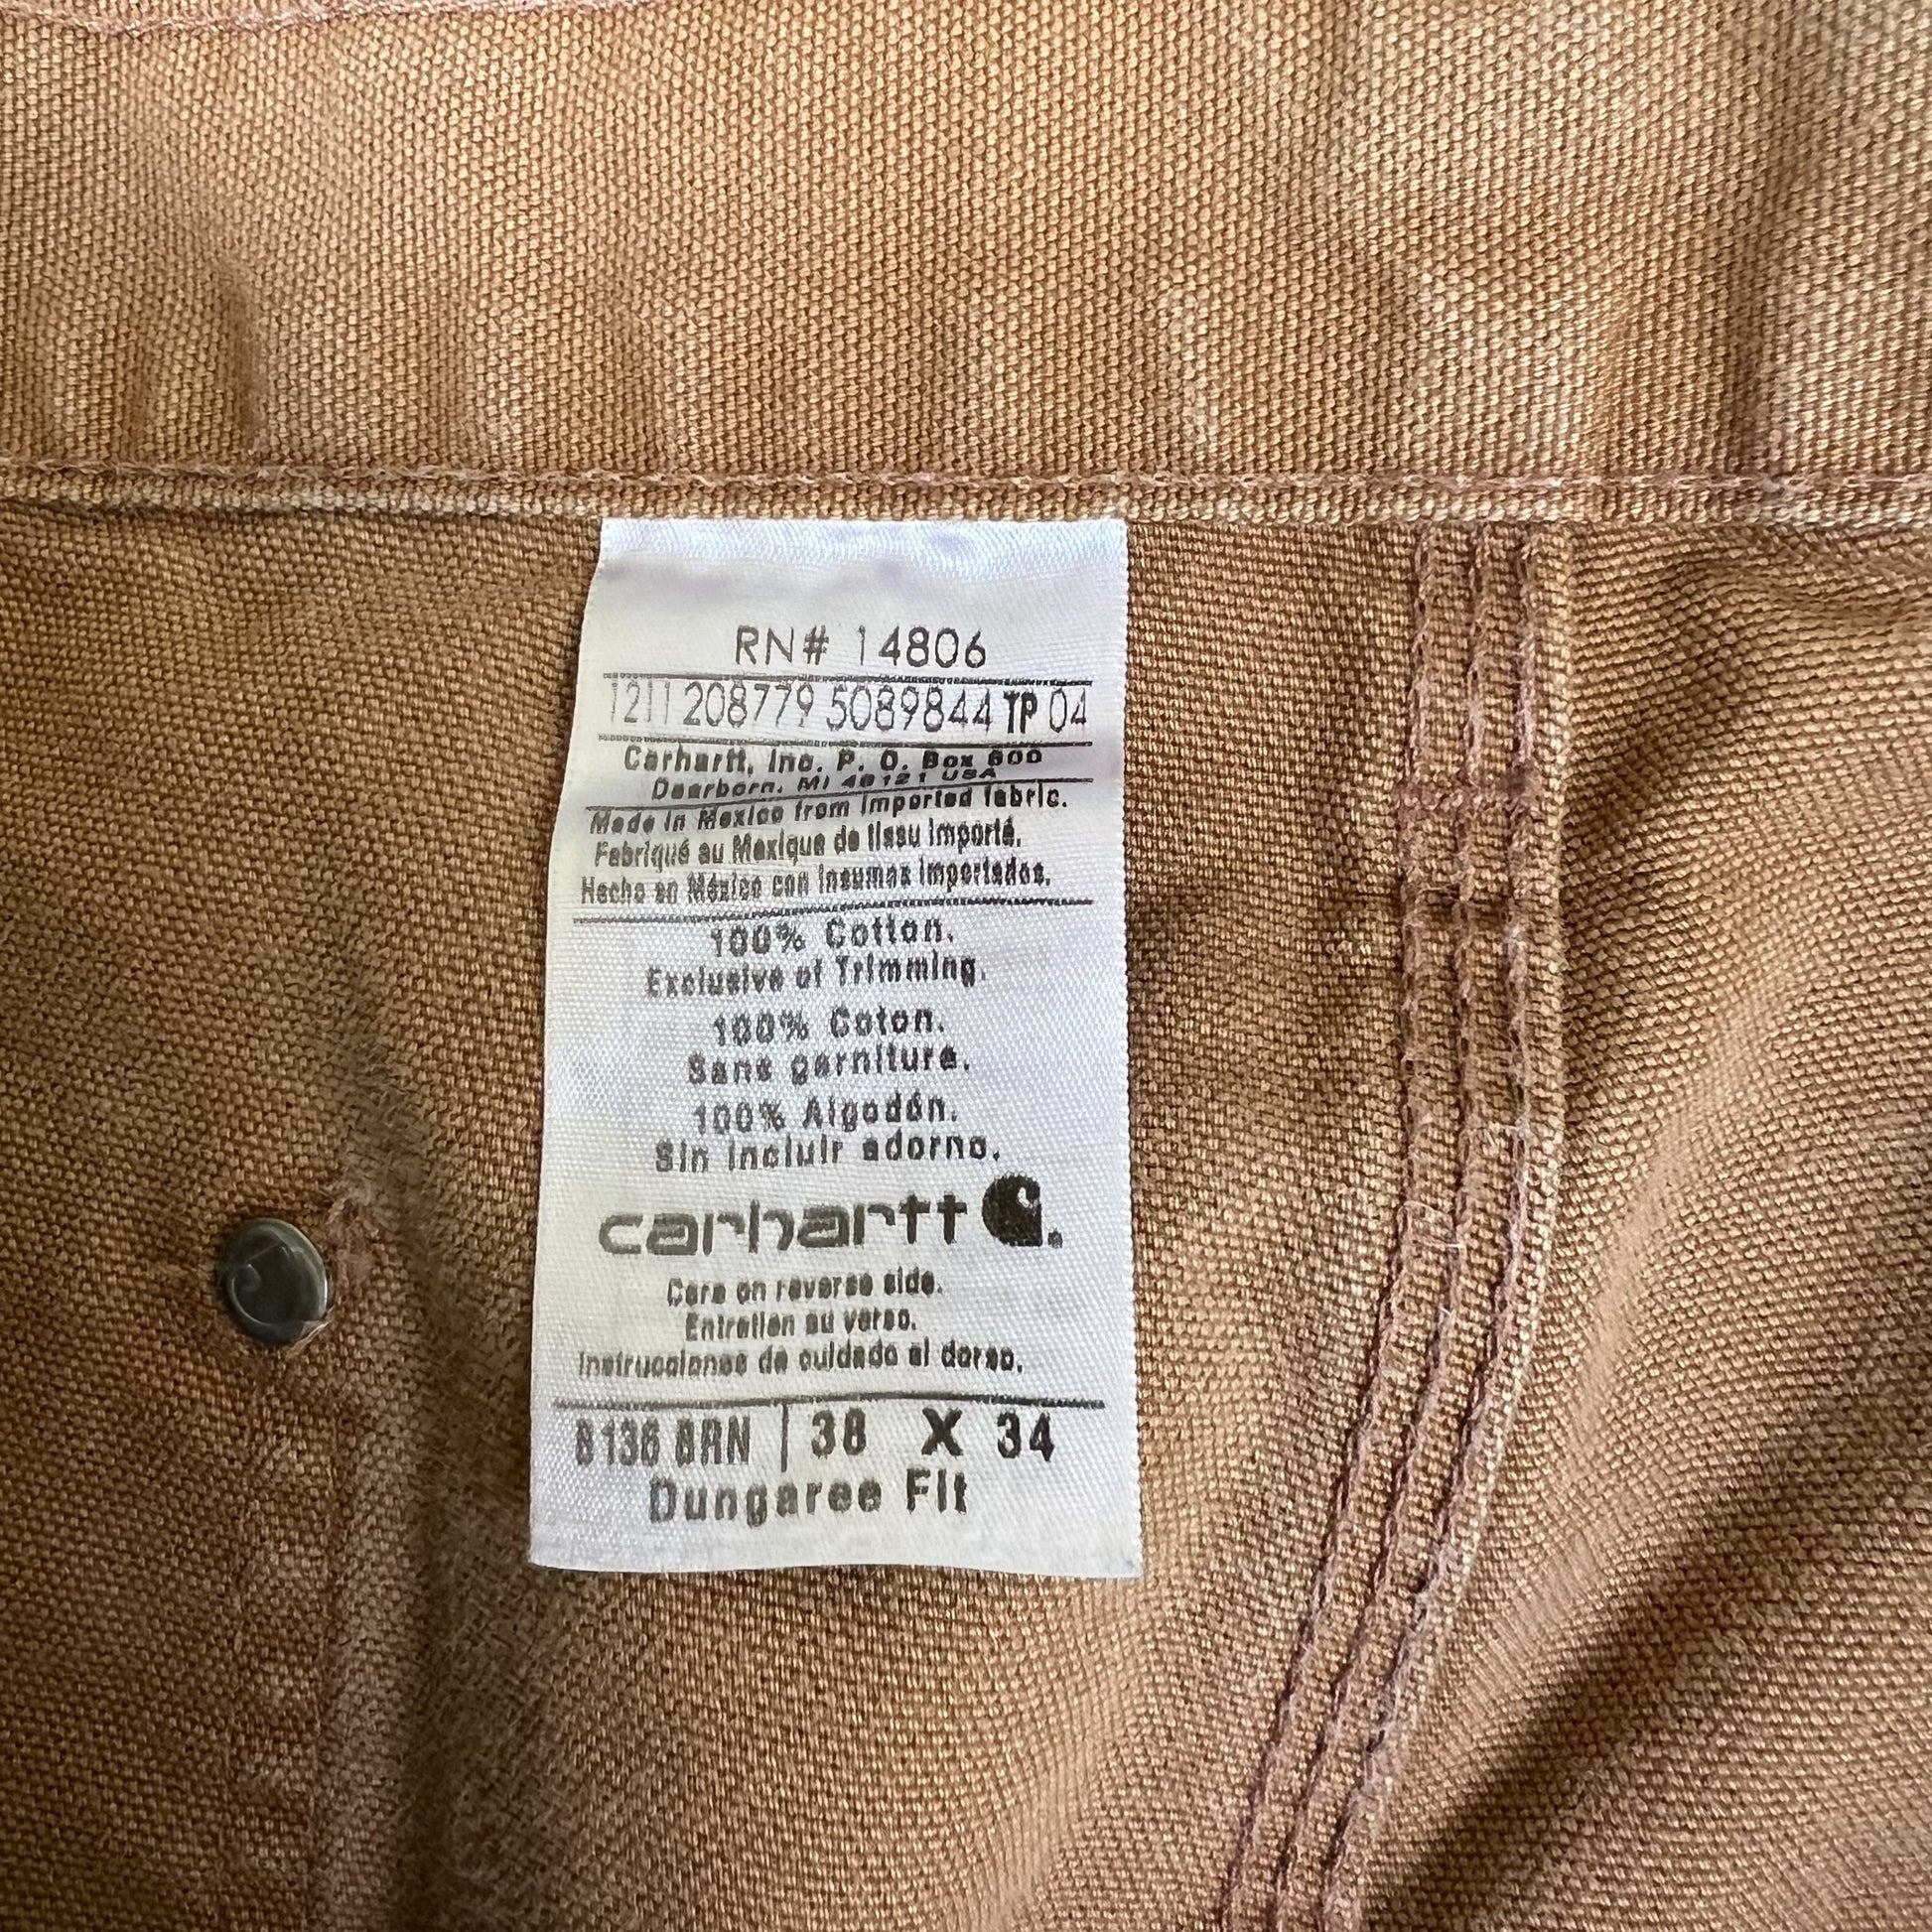 RN# 14806
1211 208779 5089844 TP 04
Carhartt, Inc. P. O. Box 600
Dearborn, MI 48121 USA
Made in Mexico from imported fabric.
Fabriqué au Mexique de tissu importé.
Hecho en México con insumos importados.
100% Cotton.
Exclusive of Trimming.
100% Coton.
Sans garniture.
100% Algodón.
Sin incluir adorno.
carhartt
Care on reverse side.
Entretien au verso.
Instrucciones de cuidado al dorso.
8136 BRN | 38 X 34
Dungaree Fit